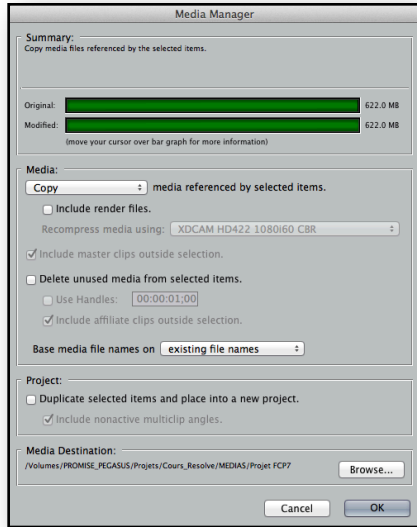 Media Manager
Summary:
Copy media files referenced by the selected items.
Original: 622.0 MB
Modified: 622.0 MB
(move your cursor over bar graph for more information)
Media:
Copy media referenced by selected items.
Include render files.
Recompress media using: XDCAM HD422 1080i60 CBR
Include master clips outside selection.
Delete unused media from selected items.
Use Handles: 00:00:01;00
Include affiliate clips outside selection.
Base media file names on existing file names
Project:
Duplicate selected items and place into a new project.
Include nonactive multiclip angles.
Media Destination:
/Volumes/PROMISE_PEGASUS/Projets/Cours_Resolve/MEDIAS/Projet FCP7
Browse...
Cancel OK